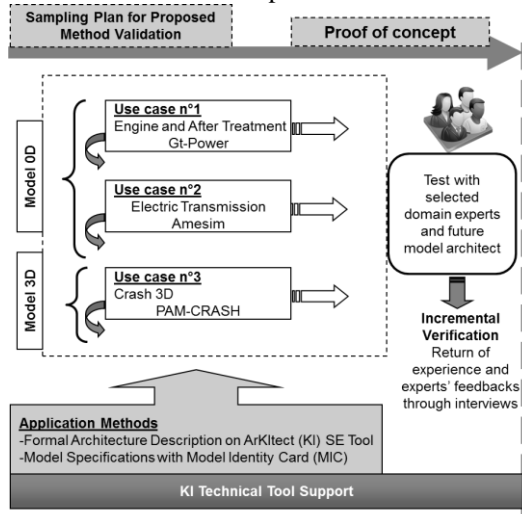 Sampling Plan for Proposed
Method Validation
Proof of concept
Model 0D
Use case n°1
Engine and After Treatment
Gt-Power
Use case n°2
Electric Transmission
Amesim
Model 3D
Use case n°3
Crash 3D
PAM-CRASH
Test with
selected
domain experts
and future
model architect
Incremental
Verification
Return of
experience and
experts' feedbacks
through interviews
Application Methods
-Formal Architecture Description on ArKItect (KI) SE Tool
-Model Specifications with Model Identity Card (MIC)
KI Technical Tool Support